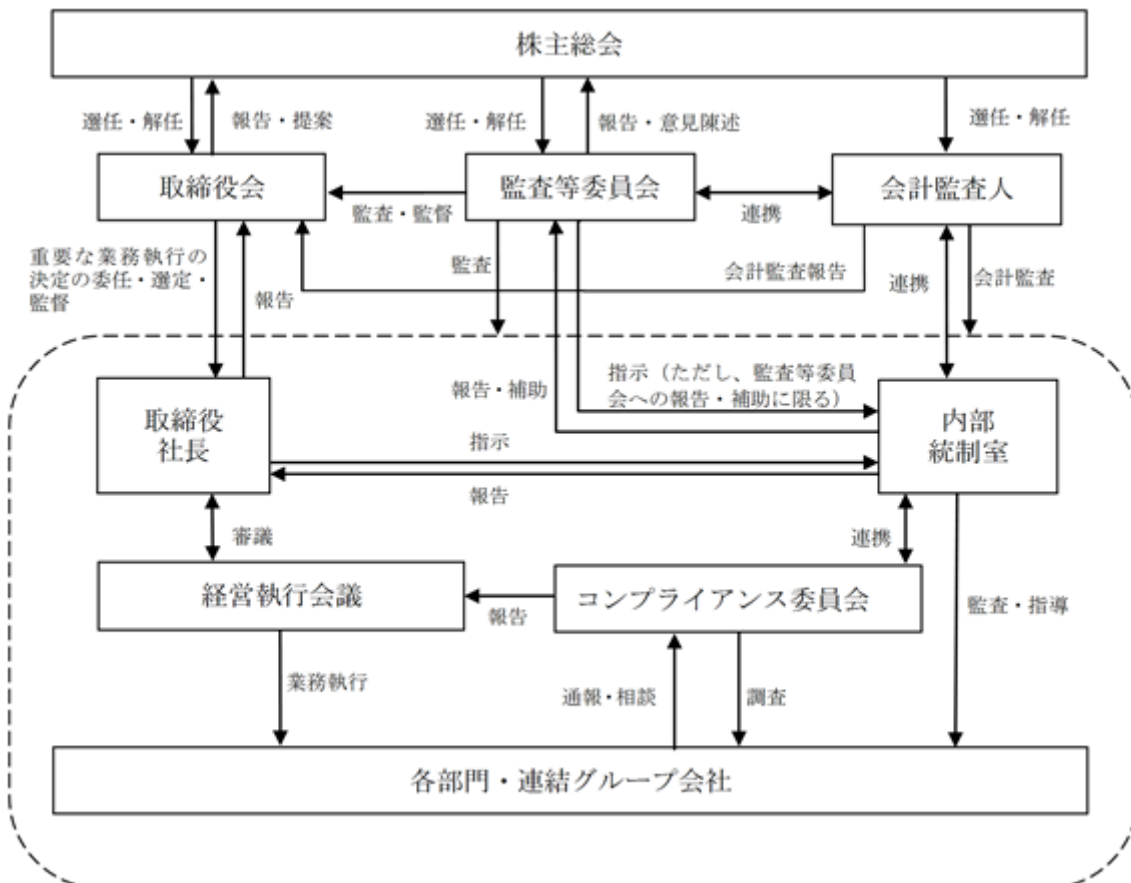 株主総会
選任・解任
報告・提案
選任・解任
報告・意見陳述
選任・解任
取締役会
監査等委員会
会計監査人
監査・監督
連携
重要な業務執行の
決定の委任・選定・
監督
報告
監査
会計監査報告
連携
会計監査
取締役
社長
報告・補助
指示（ただし、監査等委員
会への報告・補助に限る）
内部
統制室
指示
報告
審議
連携
経営執行会議
報告
コンプライアンス委員会
監査・指導
業務執行
通報・相談
調査
各部門・連結グループ会社